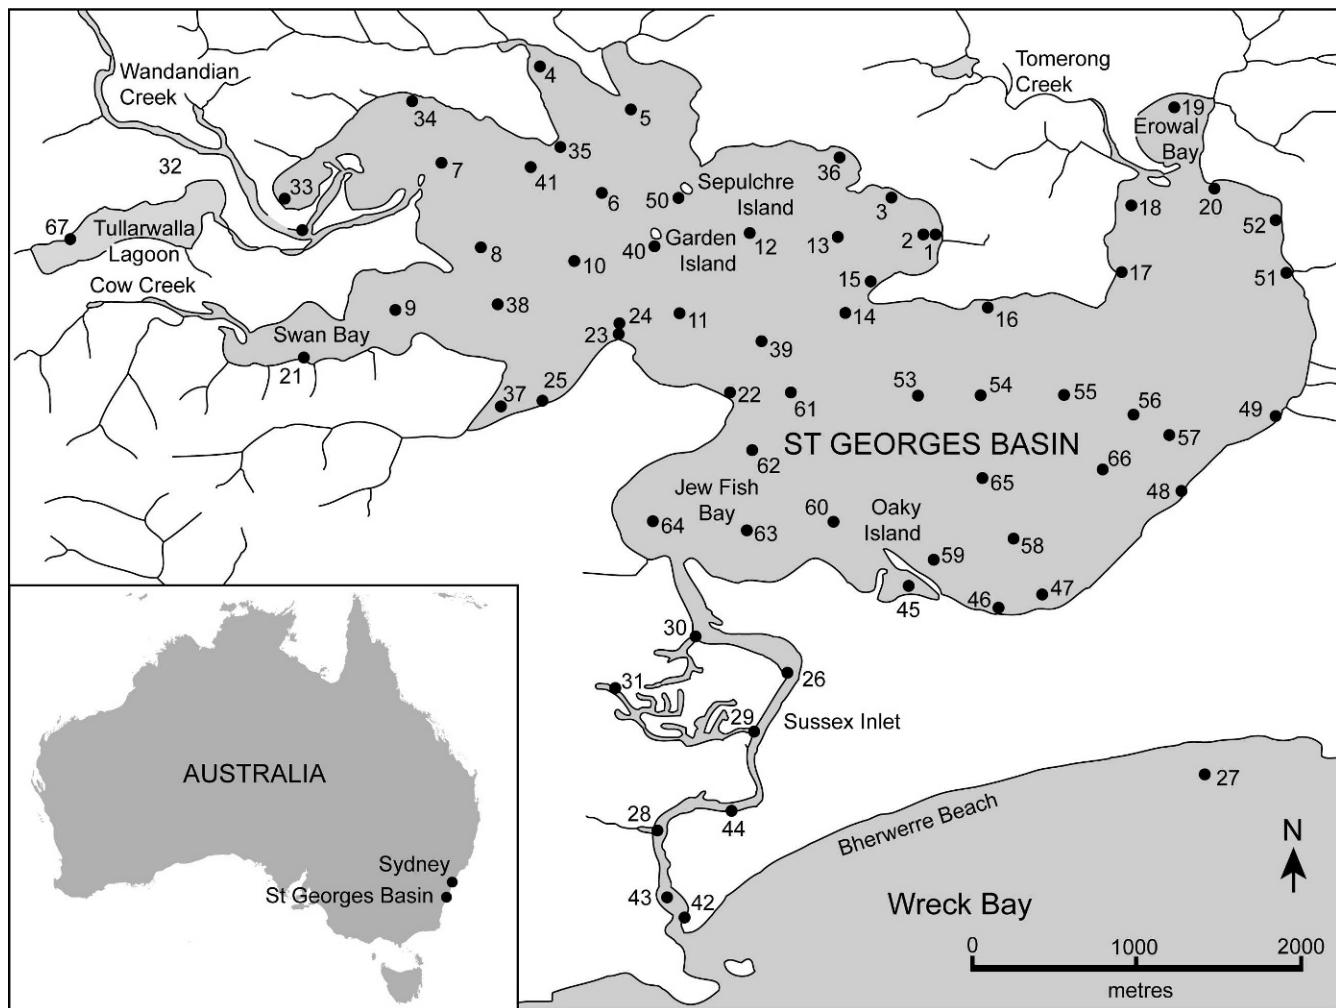 Wandandian
Creek
Tomerong
Creek
4
5
19
Erowal
Bay
34
35
36
32
7
41
33
6
50
Sepulchre
Island
3
18
20
52
67
Tullarwalla
Lagoon
8
10
40
Garden
Island
12
13
2
1
17
51
15
Cow Creek
9
38
24
23
11
14
16
Swan Bay
21
39
37
25
22
61
53
54
55
56
49
ST GEORGES BASIN
57
62
66
65
48
Jew Fish
Bay
64
63
60
Oaky
Island
59
58
45
46
47
30
26
31
29
Sussex Inlet
27
28
44
Bherwerre Beach
43
42
Wreck Bay
N
0
1000
2000
metres
AUSTRALIA
Sydney
St Georges Basin